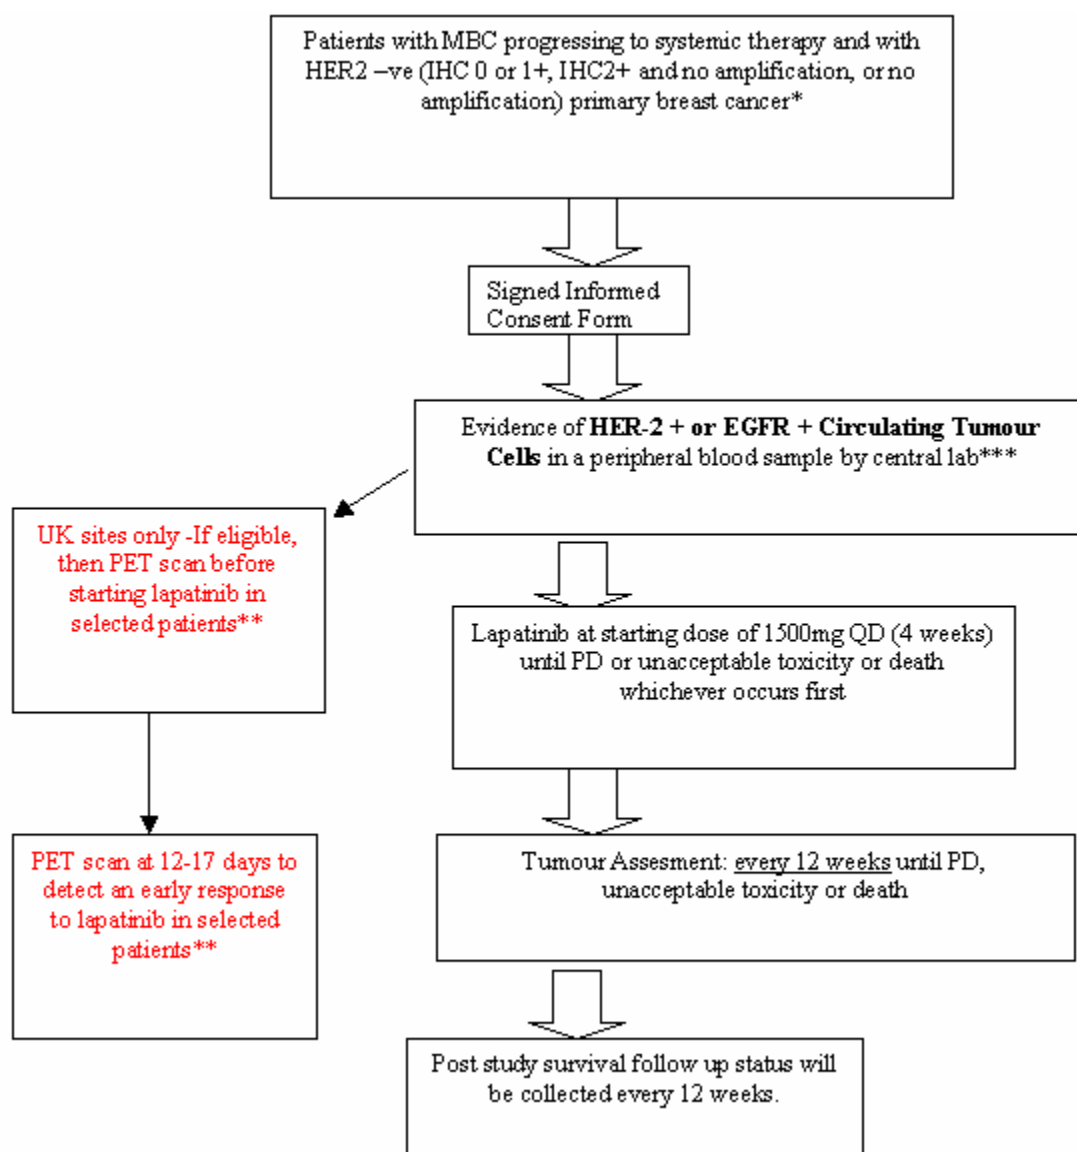 Patients with MBC progressing to systemic therapy and with
HER2 –ve (IHC 0 or 1+, IHC2+ and no amplification, or no
amplification) primary breast cancer*
Signed Informed
Consent Form
Evidence of HER-2 + or EGFR + Circulating Tumour
Cells in a peripheral blood sample by central lab***
UK sites only -If eligible,
then PET scan before
starting lapatinib in
selected patients**
Lapatinib at starting dose of 1500mg QD (4 weeks)
until PD or unacceptable toxicity or death
whichever occurs first
PET scan at 12-17 days to
detect an early response
to lapatinib in selected
patients**
Tumour Assesment: every 12 weeks until PD,
unacceptable toxicity or death
Post study survival follow up status will
be collected every 12 weeks.